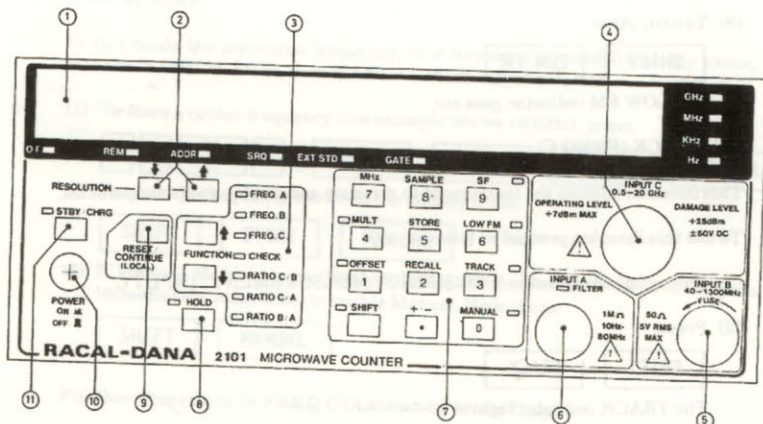 1 2 3 4
GHz
MHz
KHz
Hz
O.F REM ADDR SRQ EXT STD GATE
RESOLUTION
STBY/CHRG
RESET
CONTINUE
(LOCAL)
FUNCTION
HOLD
POWER
ON
OFF
FREQ. A
FREQ. B
FREQ. C
CHECK
RATIO C/B
RATIO C/A
RATIO B/A
MHz SAMPLE SF
7 8 9
MULT STORE LOW FM
4 5 6
OFFSET RECALL TRACK
1 2 3
SHIFT +- MANUAL
. 0
INPUT C
0.5-20 GHz
OPERATING LEVEL
+7dBm MAX
DAMAGE LEVEL
+25dBm
±50V DC
INPUT A
FILTER
1M
10Hz-
80MHz
50
5V RMS
MAX
INPUT B
40-1300MHz
FUSE
RACAL-DANA 2101 MICROWAVE COUNTER
11 10 9 8 7 6 5
The TRACK